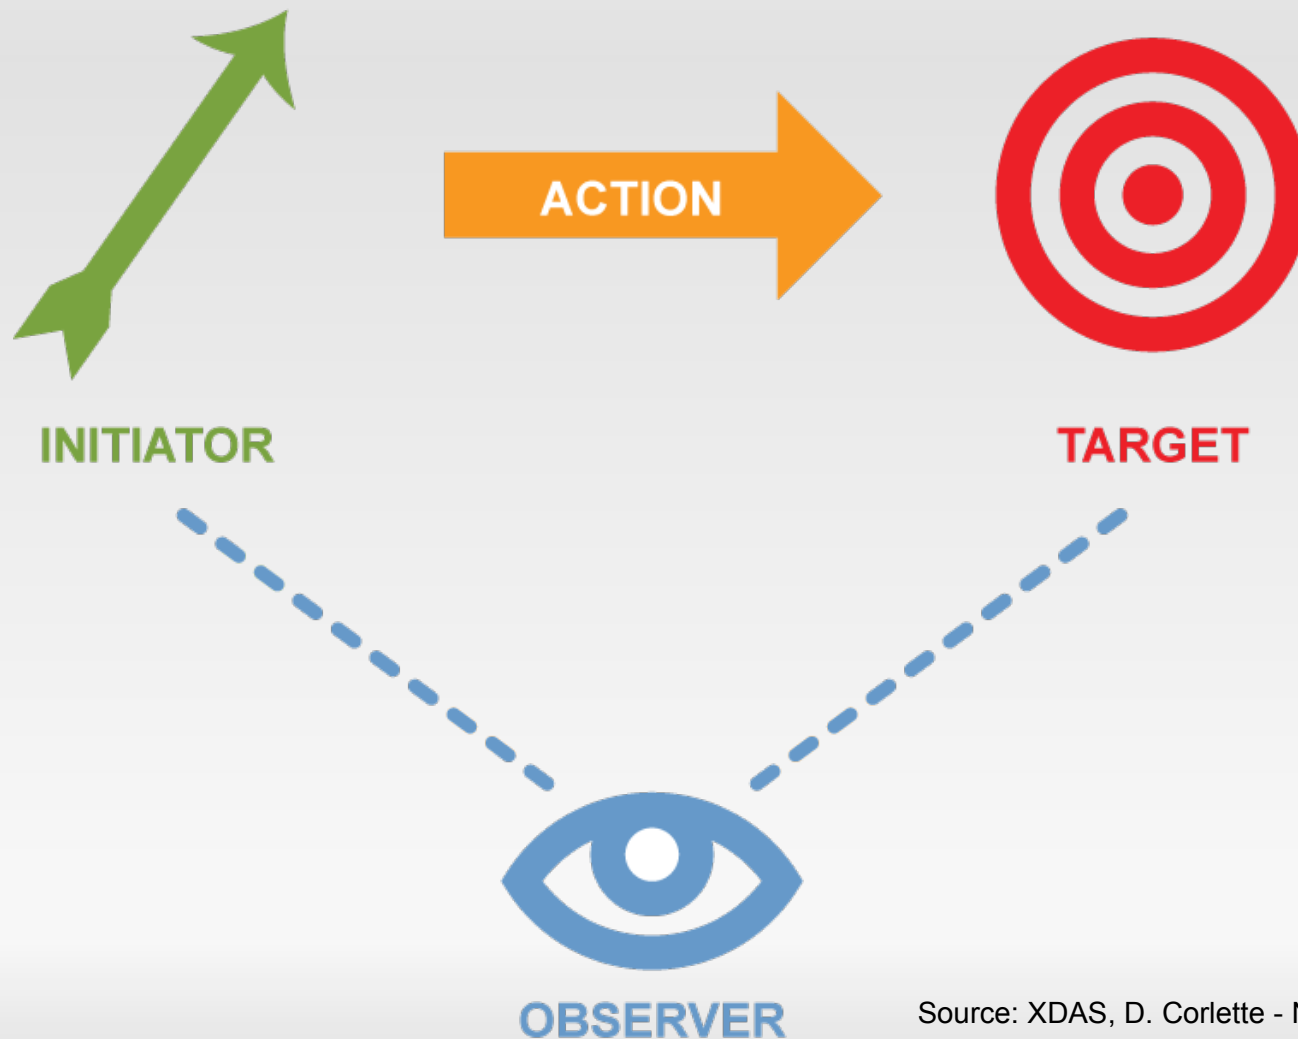 ACTION
INITIATOR
TARGET
OBSERVER
Source: XDAS, D. Corlette -